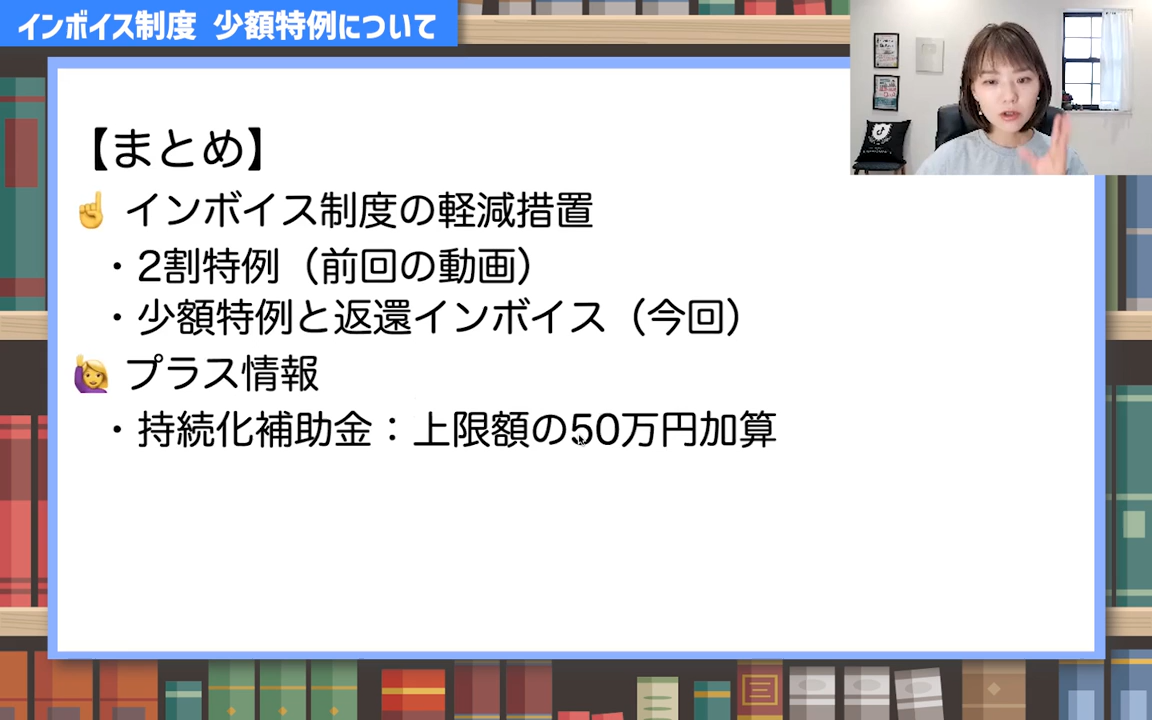 インボイス制度 少額特例について
【まとめ】
☝ インボイス制度の軽減措置
・2割特例（前回の動画）
・少額特例と返還インボイス（今回）
🙋‍♀️ プラス情報
・持続化補助金：上限額の50万円加算